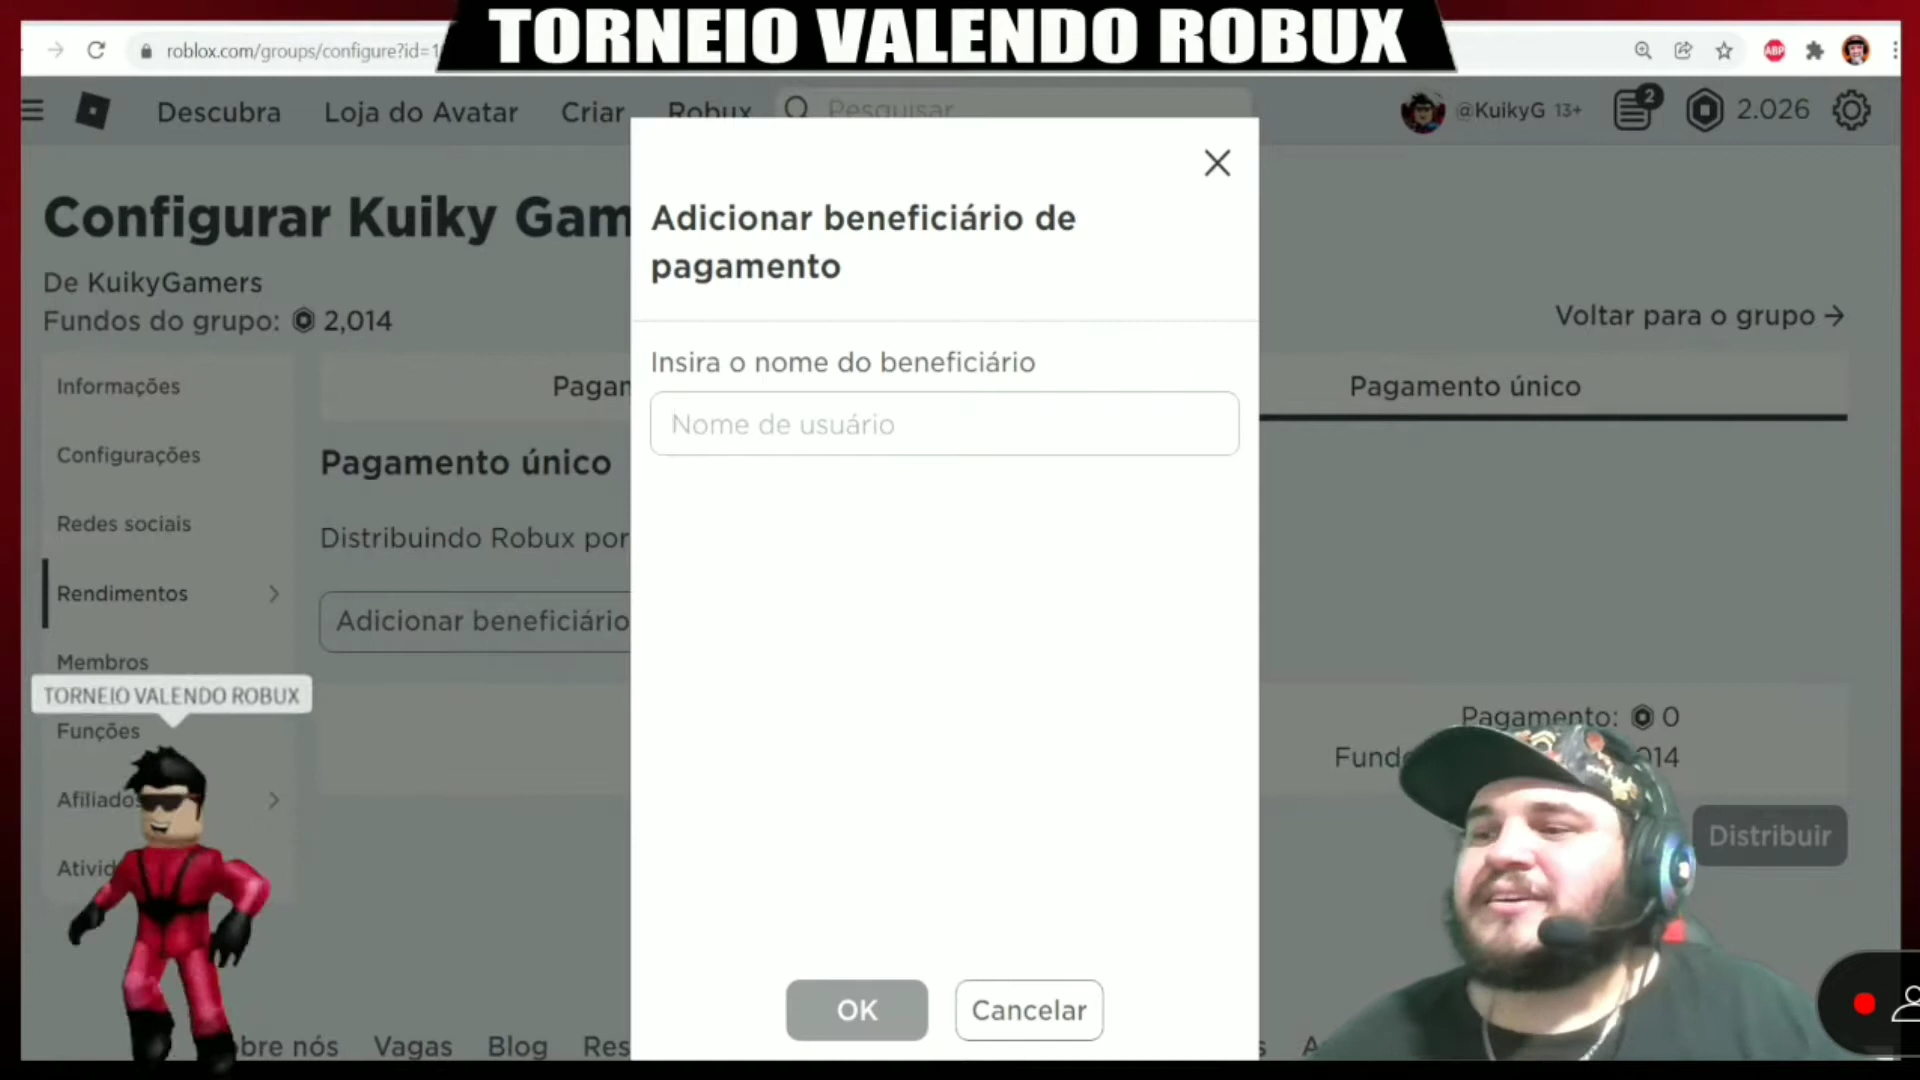 TORNEIO VALENDO ROBUX
roblox.com/groups/configure?id=1
ABP
Descubra
Loja do Avatar
Criar
Robux
Pesquisar
@KuikyG 13+
2
2.026
Configurar Kuiky Gam
De KuikyGamers
Fundos do grupo: 2,014
Voltar para o grupo →
Informações
Configurações
Redes sociais
Rendimentos
Membros
TORNEIO VALENDO ROBUX
Funções
Afiliados
Ativid
Pagam
Pagamento único
Pagamento único
Distribuindo Robux por
Adicionar beneficiário
Adicionar beneficiário de
pagamento
Insira o nome do beneficiário
Nome de usuário
OK
Cancelar
Pagamento: 0
Fund 014
Distribuir
obre nós
Vagas
Blog
Res